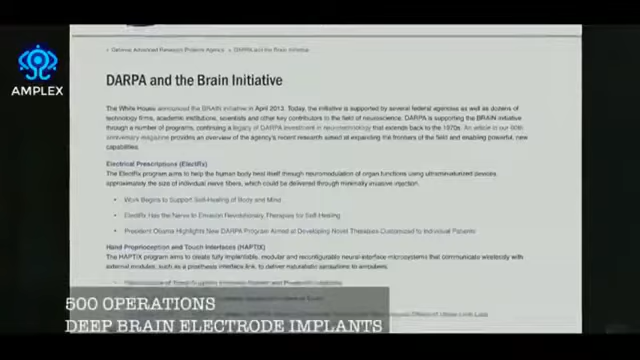 AMPLEX
Defense Advanced Research Projects Agency > DARPA and the Brain Initiative
DARPA and the Brain Initiative
The White House announced the BRAIN initiative in April 2013. Today, the initiative is supported by several federal agencies as well as dozens of
technology firms, academic institutions, scientists and other key contributors to the field of neuroscience. DARPA is supporting the BRAIN initiative
through a number of programs, continuing a legacy of DARPA investment in neurotechnology that extends back to the 1970s. An article in our 60th
anniversary magazine provides an overview of the agency's recent research aimed at expanding the frontiers of the field and enabling powerful, new
capabilities.
Electrical Prescriptions (ElectRx)
The ElectRx program aims to help the human body heal itself through neuromodulation of organ functions using ultraminiaturized devices,
approximately the size of individual nerve fibers, which could be delivered through minimally invasive injection.
• Work Begins to Support Self-Healing of Body and Mind
• ElectRx Has the Nerve to Envision Revolutionary Therapies for Self-Healing
• President Obama Highlights New DARPA Program Aimed at Developing Novel Therapies Customized to Individual Patients
Hand Proprioception and Touch Interfaces (HAPTIX)
The HAPTIX program aims to create fully implantable, modular and reconfigurable neural-interface microsystems that communicate wirelessly with
external modules, such as a prosthesis interface link, to deliver naturalistic sensations to amputees.
500 OPERATIONS
DEEP BRAIN ELECTRODE IMPLANTS